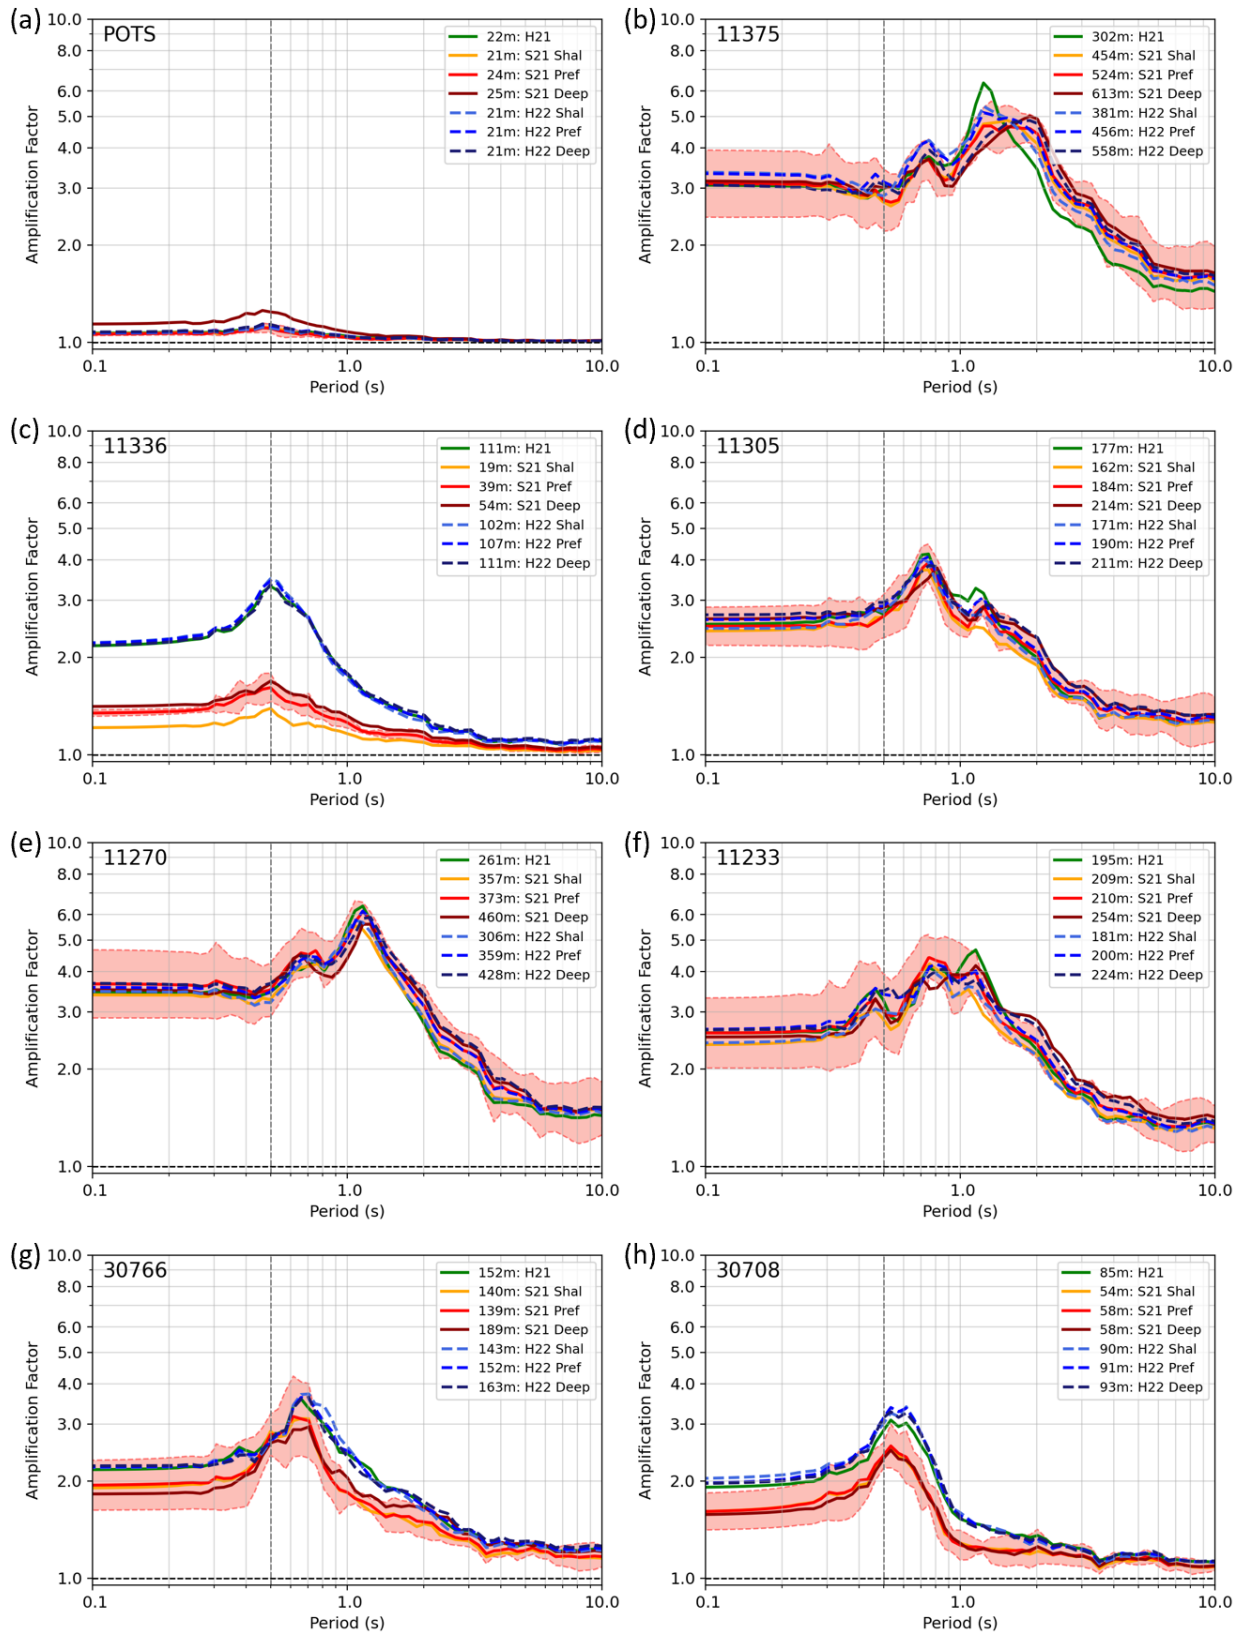 (a)
POTS
10.0
8.0
6.0
5.0
4.0
3.0
2.0
1.0
Amplification Factor
22m: H21
21m: S21 Shal
24m: S21 Pref
25m: S21 Deep
21m: H22 Shal
21m: H22 Pref
21m: H22 Deep
0.1
1.0
10.0
Period (s)
(b)
11375
10.0
8.0
6.0
5.0
4.0
3.0
2.0
1.0
Amplification Factor
302m: H21
454m: S21 Shal
524m: S21 Pref
613m: S21 Deep
381m: H22 Shal
456m: H22 Pref
558m: H22 Deep
0.1
1.0
10.0
Period (s)
(c)
11336
10.0
8.0
6.0
5.0
4.0
3.0
2.0
1.0
Amplification Factor
111m: H21
19m: S21 Shal
39m: S21 Pref
54m: S21 Deep
102m: H22 Shal
107m: H22 Pref
111m: H22 Deep
0.1
1.0
10.0
Period (s)
(d)
11305
10.0
8.0
6.0
5.0
4.0
3.0
2.0
1.0
Amplification Factor
177m: H21
162m: S21 Shal
184m: S21 Pref
214m: S21 Deep
171m: H22 Shal
190m: H22 Pref
211m: H22 Deep
0.1
1.0
10.0
Period (s)
(e)
11270
10.0
8.0
6.0
5.0
4.0
3.0
2.0
1.0
Amplification Factor
261m: H21
357m: S21 Shal
373m: S21 Pref
460m: S21 Deep
306m: H22 Shal
359m: H22 Pref
428m: H22 Deep
0.1
1.0
10.0
Period (s)
(f)
11233
10.0
8.0
6.0
5.0
4.0
3.0
2.0
1.0
Amplification Factor
195m: H21
209m: S21 Shal
210m: S21 Pref
254m: S21 Deep
181m: H22 Shal
200m: H22 Pref
224m: H22 Deep
0.1
1.0
10.0
Period (s)
(g)
30766
10.0
8.0
6.0
5.0
4.0
3.0
2.0
1.0
Amplification Factor
152m: H21
140m: S21 Shal
139m: S21 Pref
189m: S21 Deep
143m: H22 Shal
152m: H22 Pref
163m: H22 Deep
0.1
1.0
10.0
Period (s)
(h)
30708
10.0
8.0
6.0
5.0
4.0
3.0
2.0
1.0
Amplification Factor
85m: H21
54m: S21 Shal
58m: S21 Pref
58m: S21 Deep
90m: H22 Shal
91m: H22 Pref
93m: H22 Deep
0.1
1.0
10.0
Period (s)